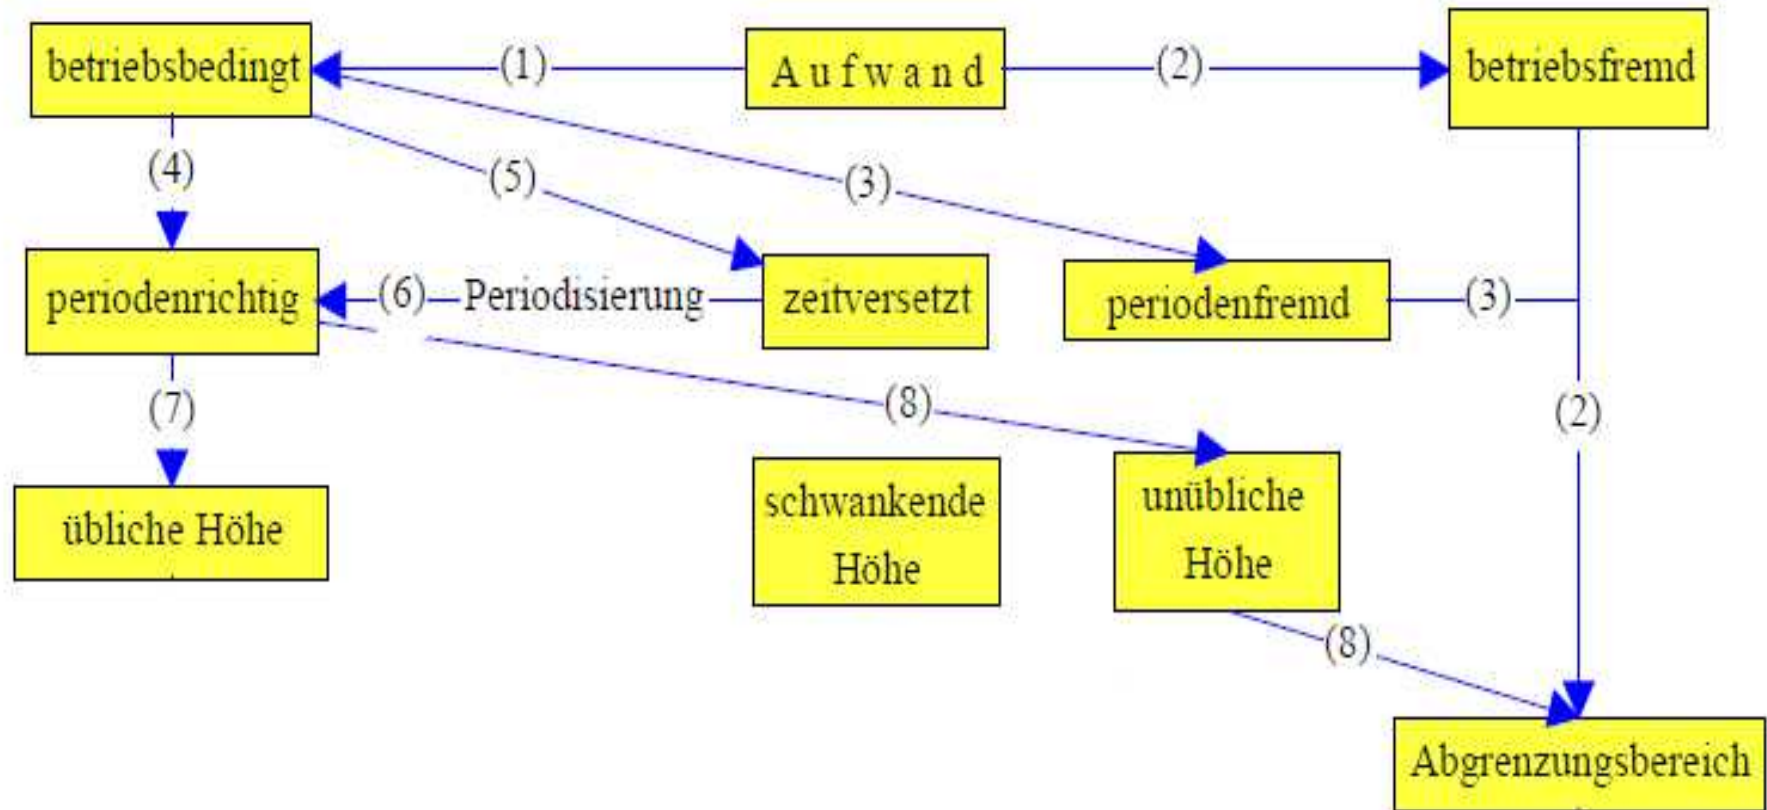 betriebsbedingt
(1)
Aufwand
(2)
betriebsfremd
(4)
(5)
(3)
periodenrichtig
(6)
Periodisierung
zeitversetzt
periodenfremd
(3)
(7)
(8)
(2)
übliche Höhe
schwankende
Höhe
unübliche
Höhe
(8)
Abgrenzungsbereich